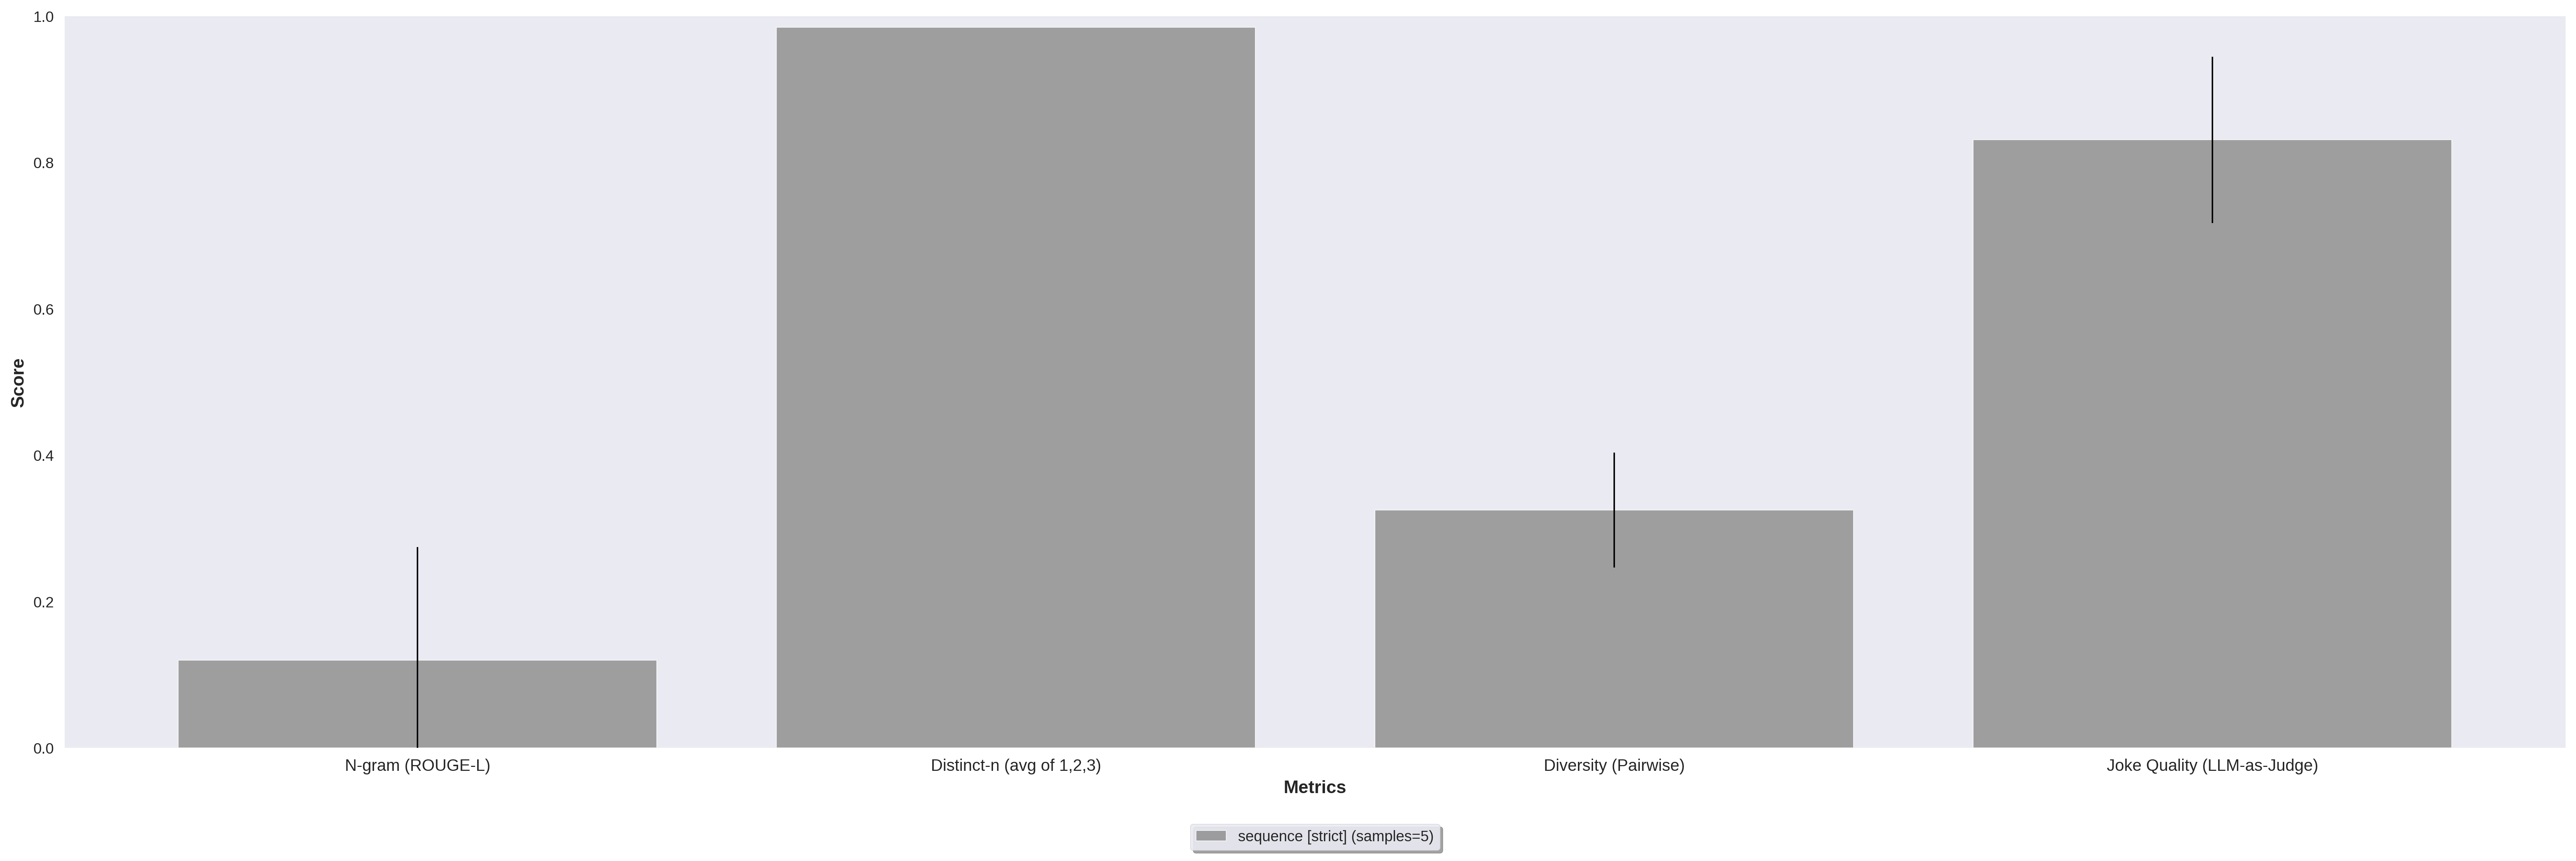 1.0
0.8
0.6
0.4
0.2
0.0
Score
N-gram (ROUGE-L)
Distinct-n (avg of 1,2,3)
Diversity (Pairwise)
Joke Quality (LLM-as-Judge)
Metrics
sequence [strict] (samples=5)